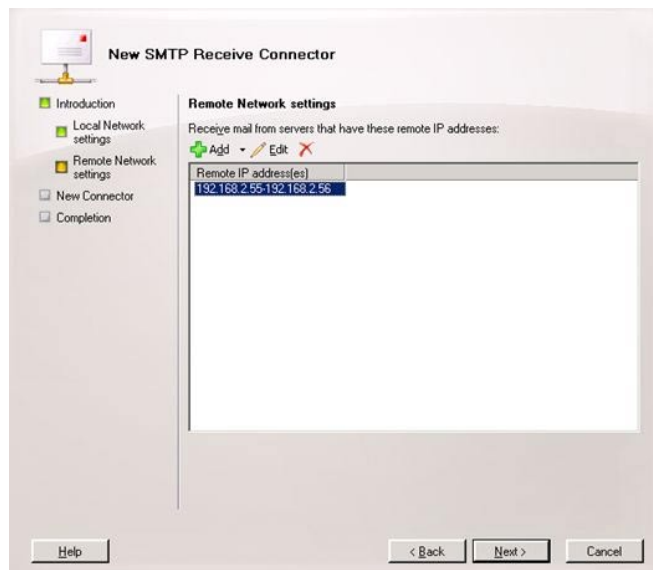 New SMTP Receive Connector
Introduction
Local Network
settings
Remote Network
settings
New Connector
Completion
Remote Network settings
Receive mail from servers that have these remote IP addresses:
Add
Edit
Remote IP address(es)
192.168.2.55-192.168.2.56
Help
< Back
Next >
Cancel